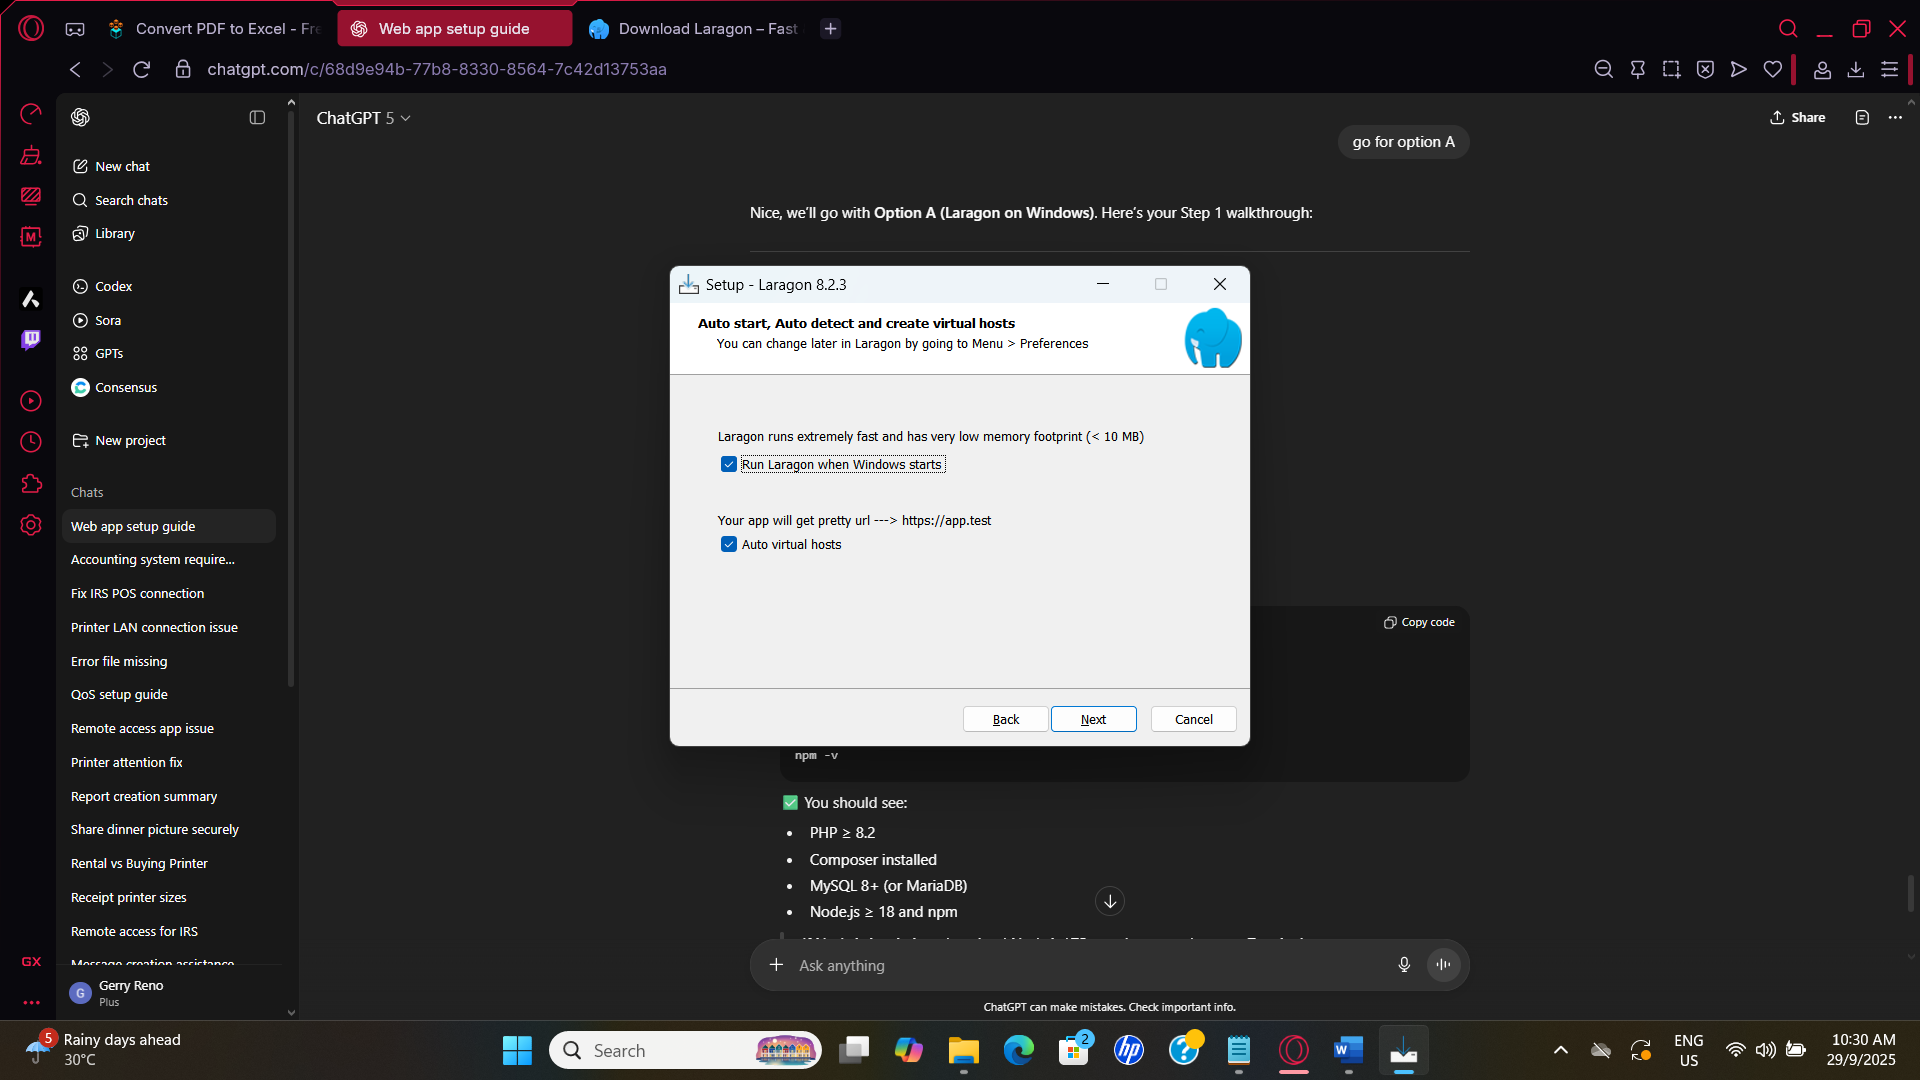 Convert PDF to Excel - Fre
Web app setup guide
Download Laragon – Fast
chatgpt.com/c/68d9e94b-77b8-8330-8564-7c42d13753aa
ChatGPT 5
Share
New chat
Search chats
Library
Codex
Sora
GPTs
Consensus
New project
Chats
Web app setup guide
Accounting system require...
Fix IRS POS connection
Printer LAN connection issue
Error file missing
QoS setup guide
Remote access app issue
Printer attention fix
Report creation summary
Share dinner picture securely
Rental vs Buying Printer
Receipt printer sizes
Remote access for IRS
Message creation assistance
G
Gerry Reno
Plus
GX
M
go for option A
Nice, we'll go with Option A (Laragon on Windows). Here's your Step 1 walkthrough:
Setup - Laragon 8.2.3
Auto start, Auto detect and create virtual hosts
You can change later in Laragon by going to Menu > Preferences
Laragon runs extremely fast and has very low memory footprint (< 10 MB)
Run Laragon when Windows starts
Your app will get pretty url ---> https://app.test
Auto virtual hosts
Back
Next
Cancel
Copy code
npm -v
✅ You should see:
• PHP ≥ 8.2
• Composer installed
• MySQL 8+ (or MariaDB)
• Node.js ≥ 18 and npm
Ask anything
ChatGPT can make mistakes. Check important info.
5
Rainy days ahead
30°C
Search
2
ENG
US
10:30 AM
29/9/2025